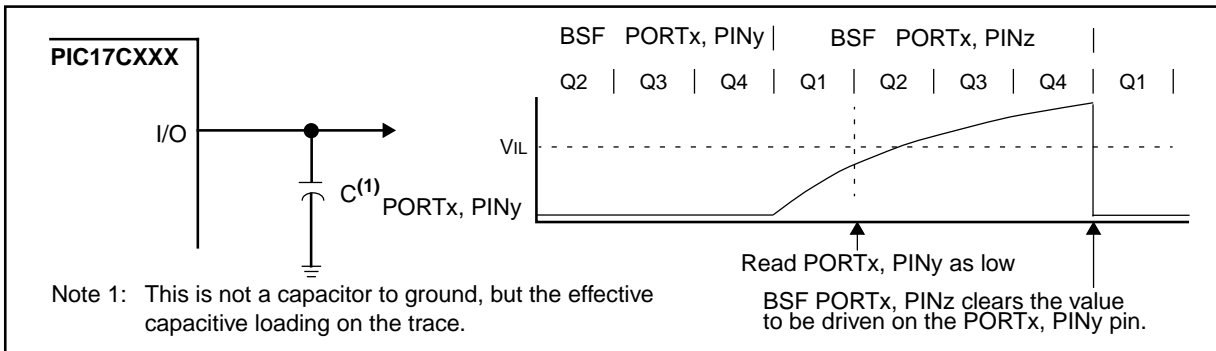 PIC17CXXX
I/O
C(1)
BSF PORTx, PINy | BSF PORTx, PINz |
Q2 | Q3 | Q4 | Q1 | Q2 | Q3 | Q4 | Q1 |
VIL
PORTx, PINy
Read PORTx, PINy as low
BSF PORTx, PINz clears the value
to be driven on the PORTx, PINy pin.
Note 1: This is not a capacitor to ground, but the effective
capacitive loading on the trace.